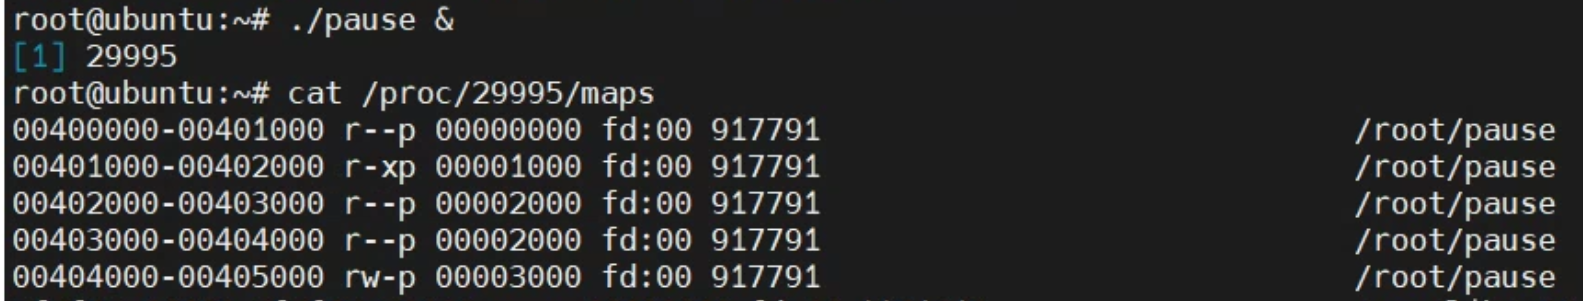 root@ubuntu:~# ./pause &
[1] 29995
root@ubuntu:~# cat /proc/29995/maps
00400000-00401000 r--p 00000000 fd:00 917791 /root/pause
00401000-00402000 r-xp 00001000 fd:00 917791 /root/pause
00402000-00403000 r--p 00002000 fd:00 917791 /root/pause
00403000-00404000 r--p 00002000 fd:00 917791 /root/pause
00404000-00405000 rw-p 00003000 fd:00 917791 /root/pause